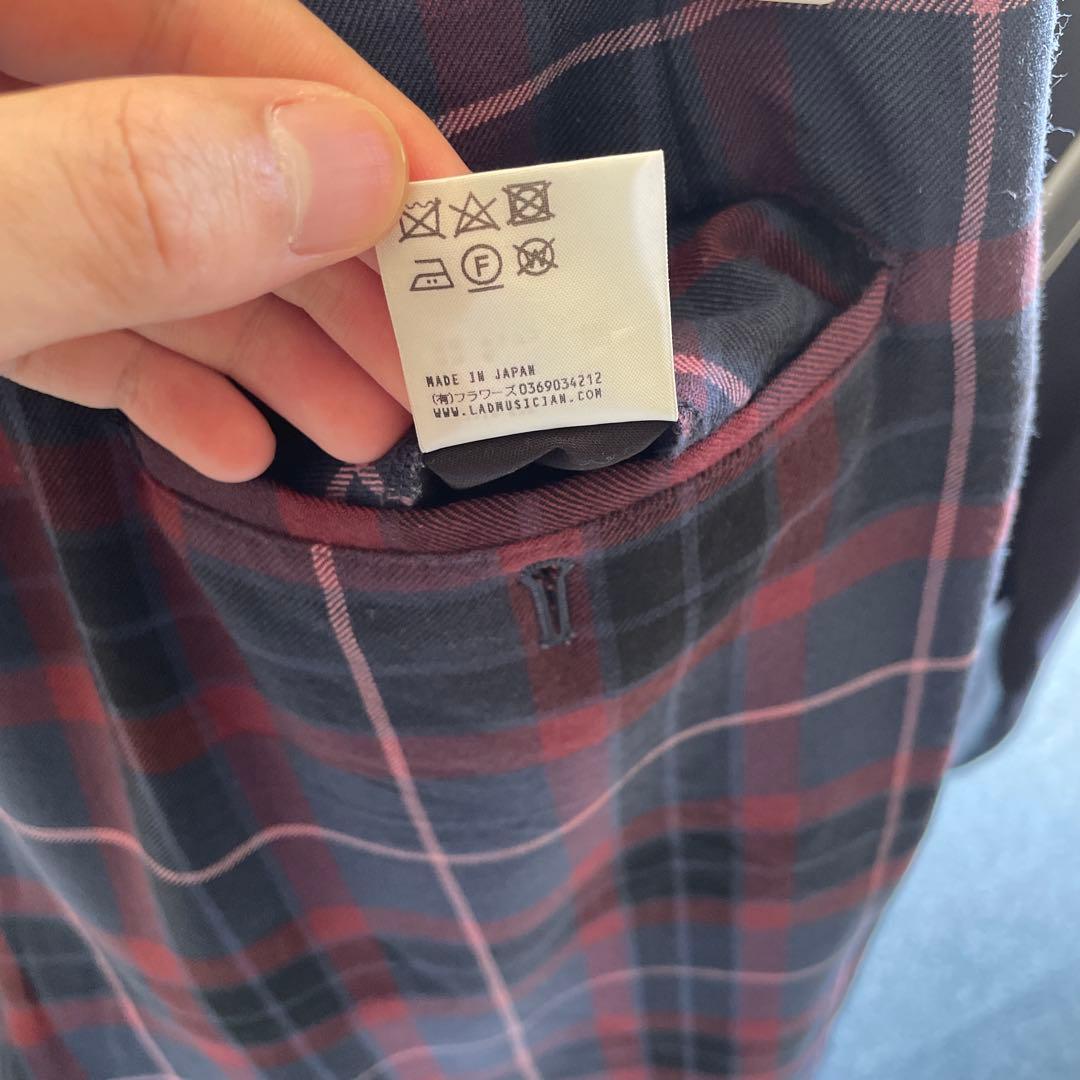 F W
MADE IN JAPAN
(有)フラワーズ0369034212
WWW.LADMUSICIAN.COM